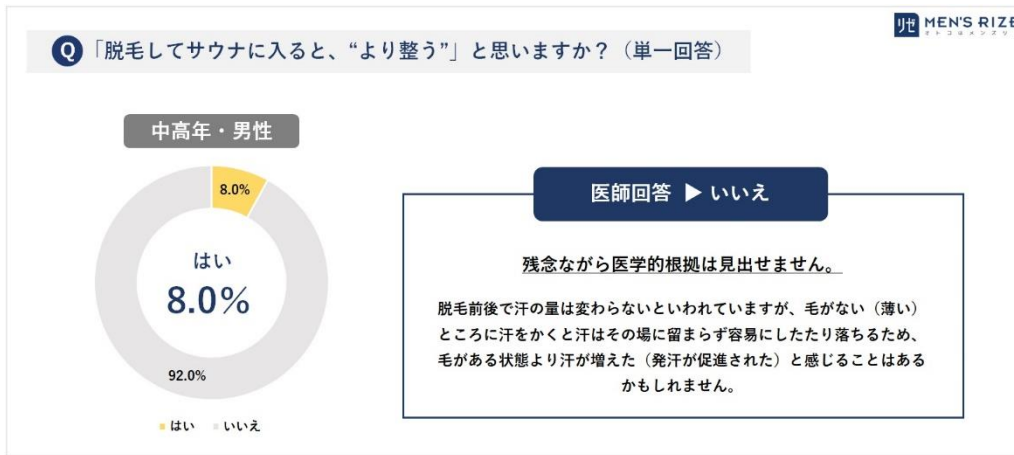 リゼ MEN'S RIZE
Q 「脱毛してサウナに入ると、“より整う”」と思いますか？（単一回答）
中高年・男性
8.0%
はい
8.0%
92.0%
はい いいえ
医師回答 ▶ いいえ
残念ながら医学的根拠は見出せません。
脱毛前後で汗の量は変わらないといわれていますが、毛がない（薄い）
ところに汗をかくと汗はその場に留まらず容易にしたたり落ちるため、
毛がある状態より汗が増えた（発汗が促進された）と感じることはある
かもしれません。